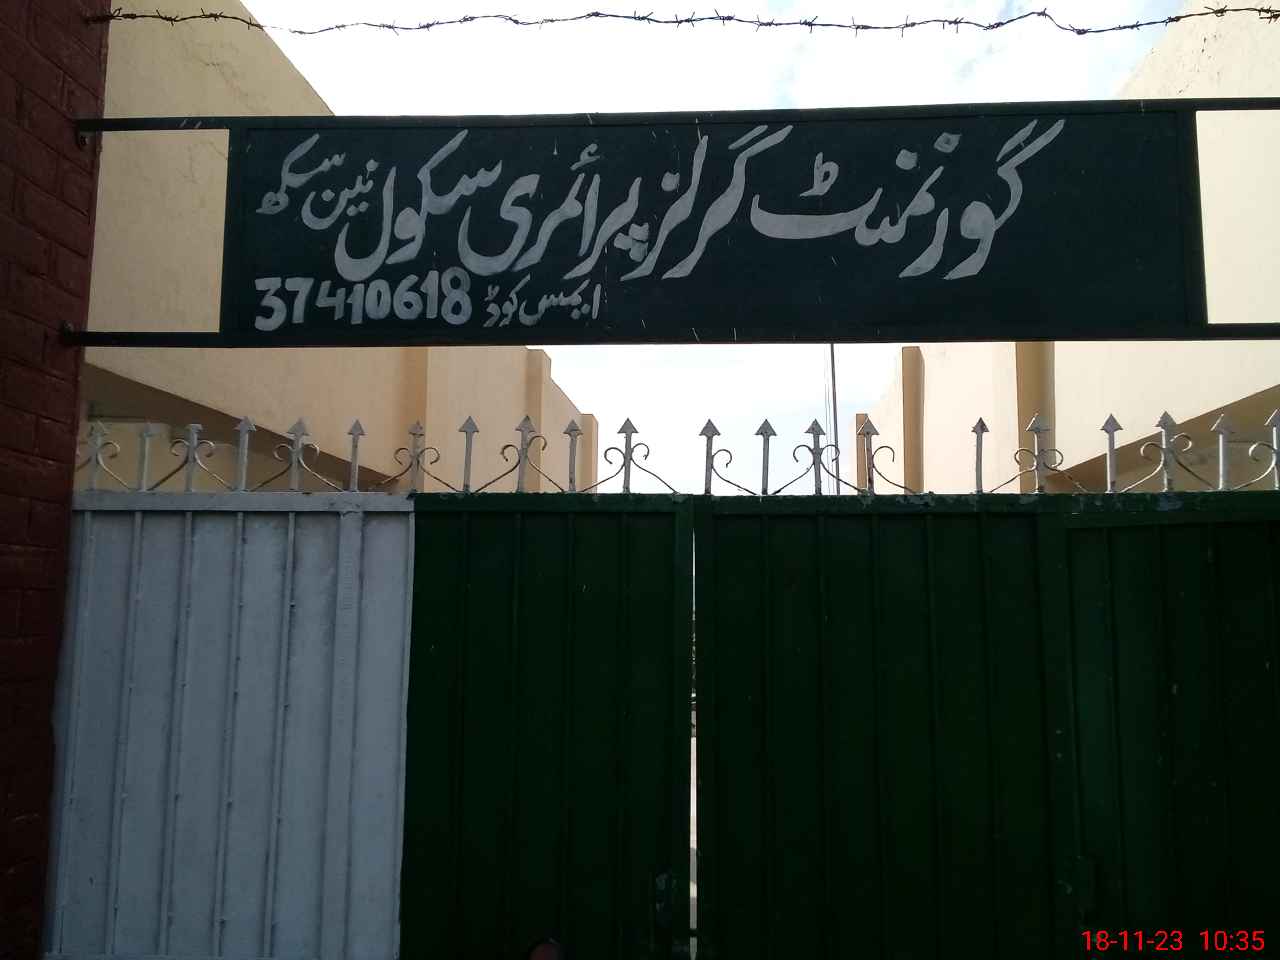 گورنمنٹ گرلز پرائمری سکول نین سکھ
ایمس کوڈ 37410618
18-11-23 10:35